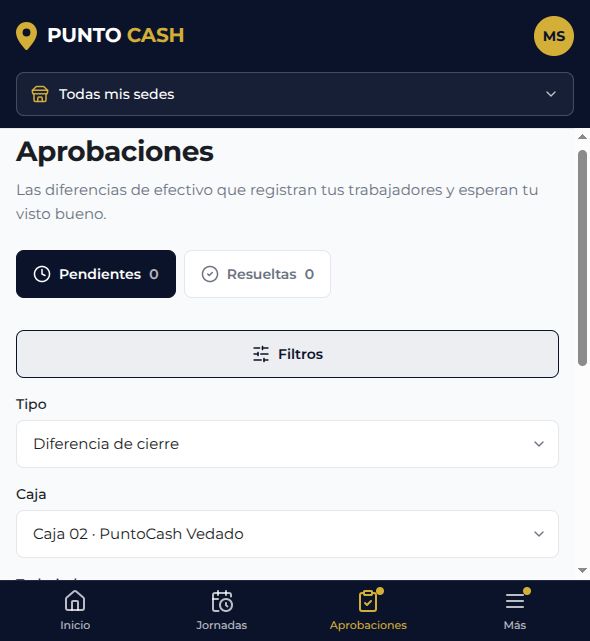 PUNTO CASH
MS
Todas mis sedes
Aprobaciones
Las diferencias de efectivo que registran tus trabajadores y esperan tu
visto bueno.
Pendientes 0
Resueltas 0
Filtros
Tipo
Diferencia de cierre
Caja
Caja 02 · PuntoCash Vedado
Inicio
Jornadas
Aprobaciones
Más